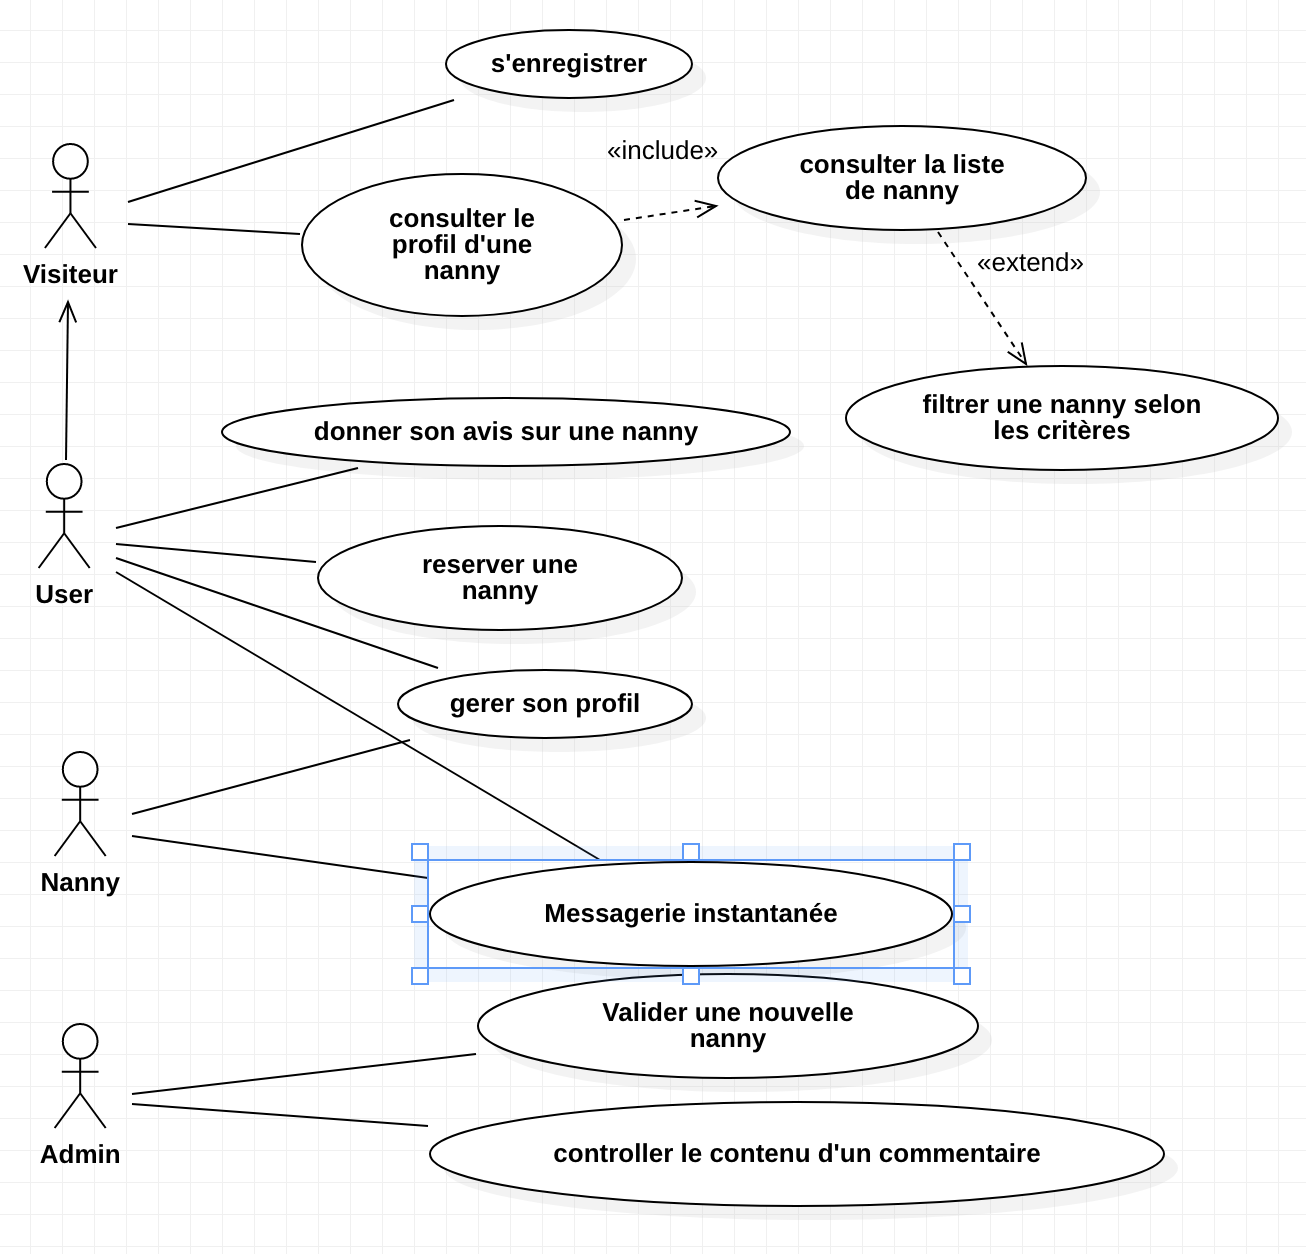 s'enregistrer
«include»
consulter la liste
de nanny
consulter le
profil d'une
nanny
Visiteur
«extend»
filtrer une nanny selon
les critères
donner son avis sur une nanny
User
reserver une
nanny
gerer son profil
Nanny
Messagerie instantanée
Valider une nouvelle
nanny
Admin
controller le contenu d'un commentaire